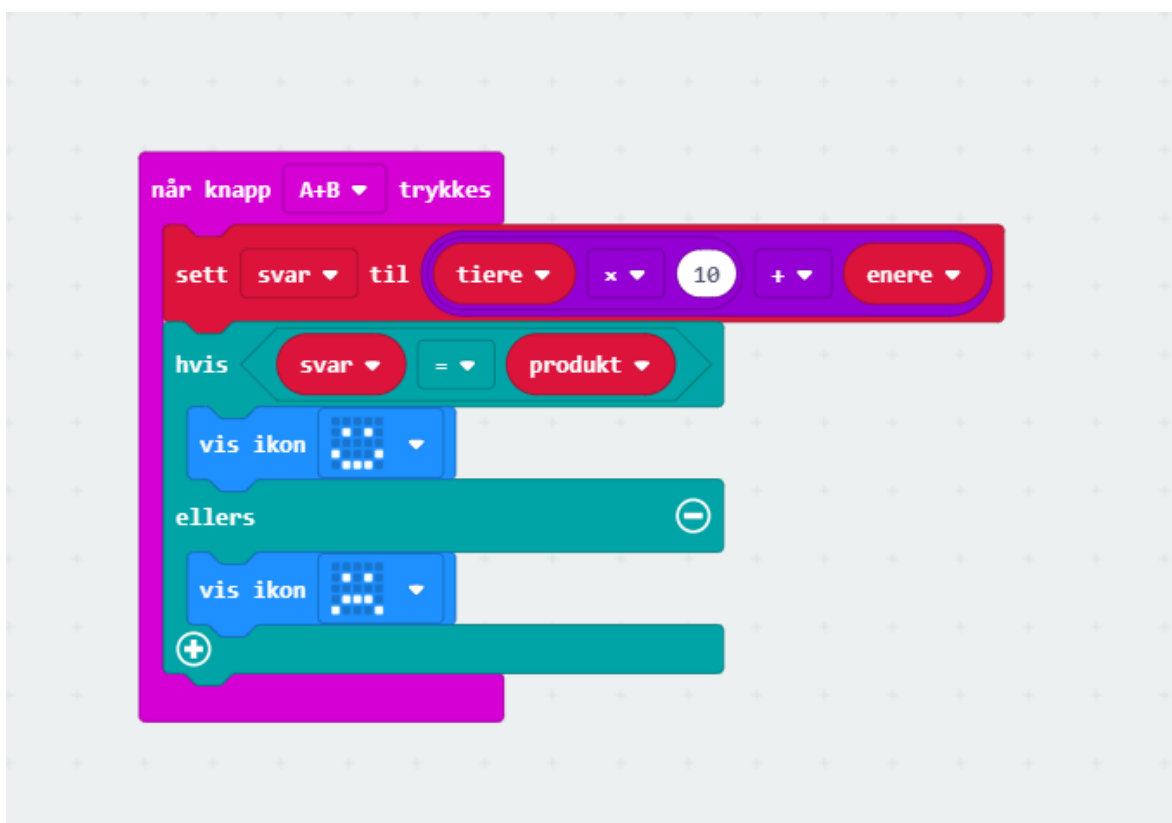 når knapp A+B trykkes
sett svar til tiere × 10 + enere
hvis svar = produkt
vis ikon
ellers
vis ikon